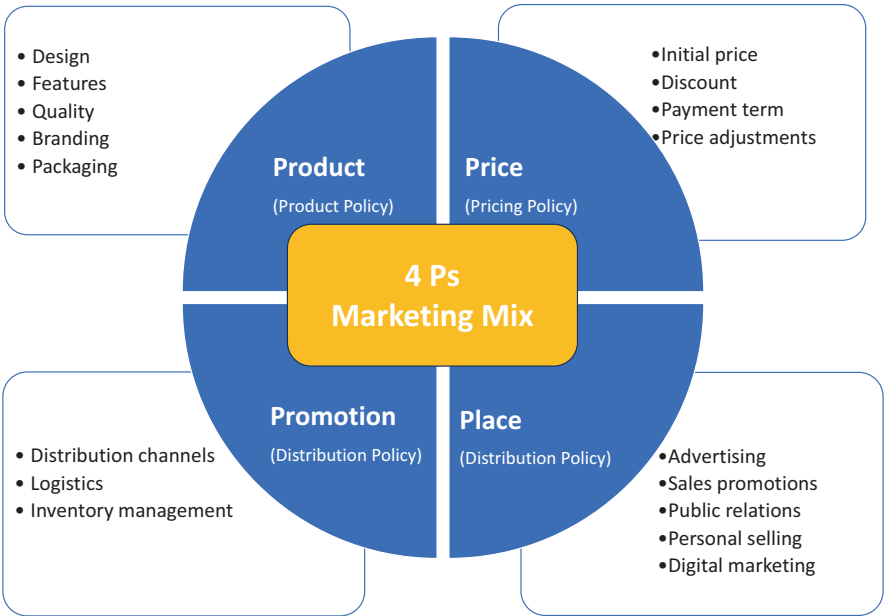 • Design
• Features
• Quality
• Branding
• Packaging
•Initial price
•Discount
•Payment term
•Price adjustments
Product
(Product Policy)
Price
(Pricing Policy)
4 Ps
Marketing Mix
Promotion
(Distribution Policy)
Place
(Distribution Policy)
• Distribution channels
• Logistics
• Inventory management
•Advertising
•Sales promotions
•Public relations
•Personal selling
•Digital marketing